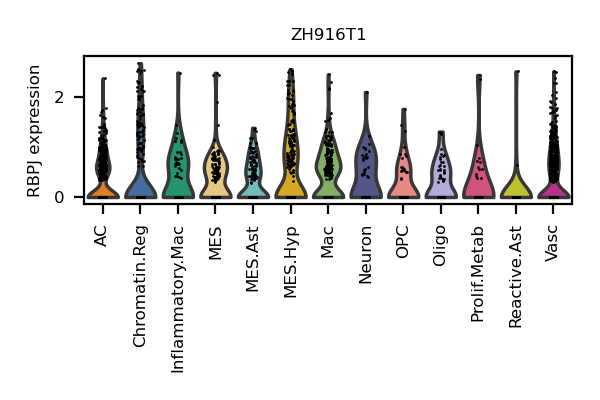 ZH916T1
RBPJ expression
2
0
AC
Chromatin.Reg
Inflammatory.Mac
MES
MES.Ast
MES.Hyp
Mac
Neuron
OPC
Oligo
Prolif.Metab
Reactive.Ast
Vasc